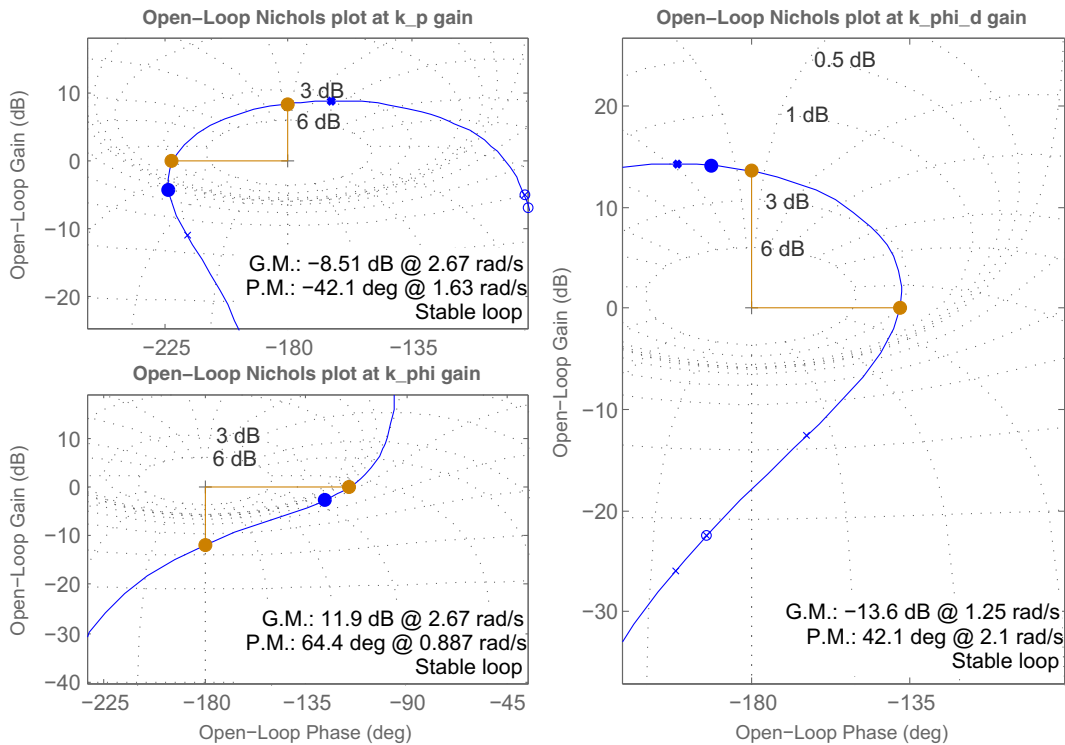 Open−Loop Nichols plot at k_p gain
Open−Loop Gain (dB)
10
0
−10
−20
3 dB
6 dB
G.M.: −8.51 dB @ 2.67 rad/s
P.M.: −42.1 deg @ 1.63 rad/s
Stable loop
−225
−180
−135
Open−Loop Nichols plot at k_phi gain
Open−Loop Gain (dB)
10
0
−10
−20
−30
−40
3 dB
6 dB
G.M.: 11.9 dB @ 2.67 rad/s
P.M.: 64.4 deg @ 0.887 rad/s
Stable loop
−225
−180
−135
−90
−45
Open−Loop Phase (deg)
Open−Loop Nichols plot at k_phi_d gain
Open−Loop Gain (dB)
20
10
0
−10
−20
−30
0.5 dB
1 dB
3 dB
6 dB
G.M.: −13.6 dB @ 1.25 rad/s
P.M.: 42.1 deg @ 2.1 rad/s
Stable loop
−180
−135
Open−Loop Phase (deg)